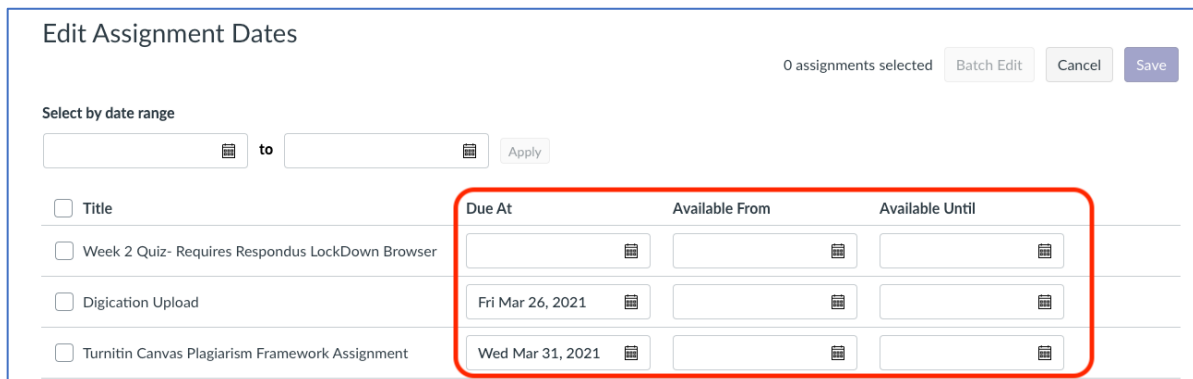 Edit Assignment Dates
0 assignments selected Batch Edit Cancel Save
Select by date range
to Apply
Title Due At Available From Available Until
Week 2 Quiz- Requires Respondus LockDown Browser
Digication Upload Fri Mar 26, 2021
Turnitin Canvas Plagiarism Framework Assignment Wed Mar 31, 2021